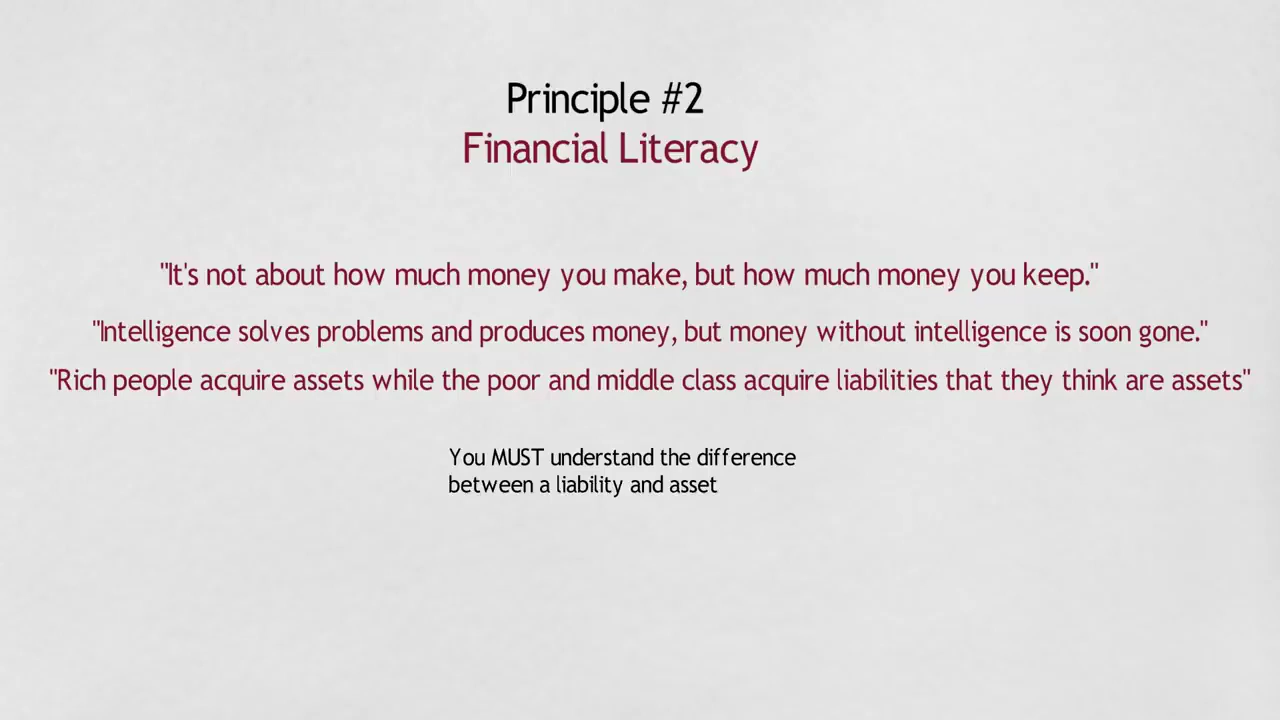 Principle #2
Financial Literacy
"It's not about how much money you make, but how much money you keep."
"Intelligence solves problems and produces money, but money without intelligence is soon gone."
"Rich people acquire assets while the poor and middle class acquire liabilities that they think are assets"
You MUST understand the difference
between a liability and asset